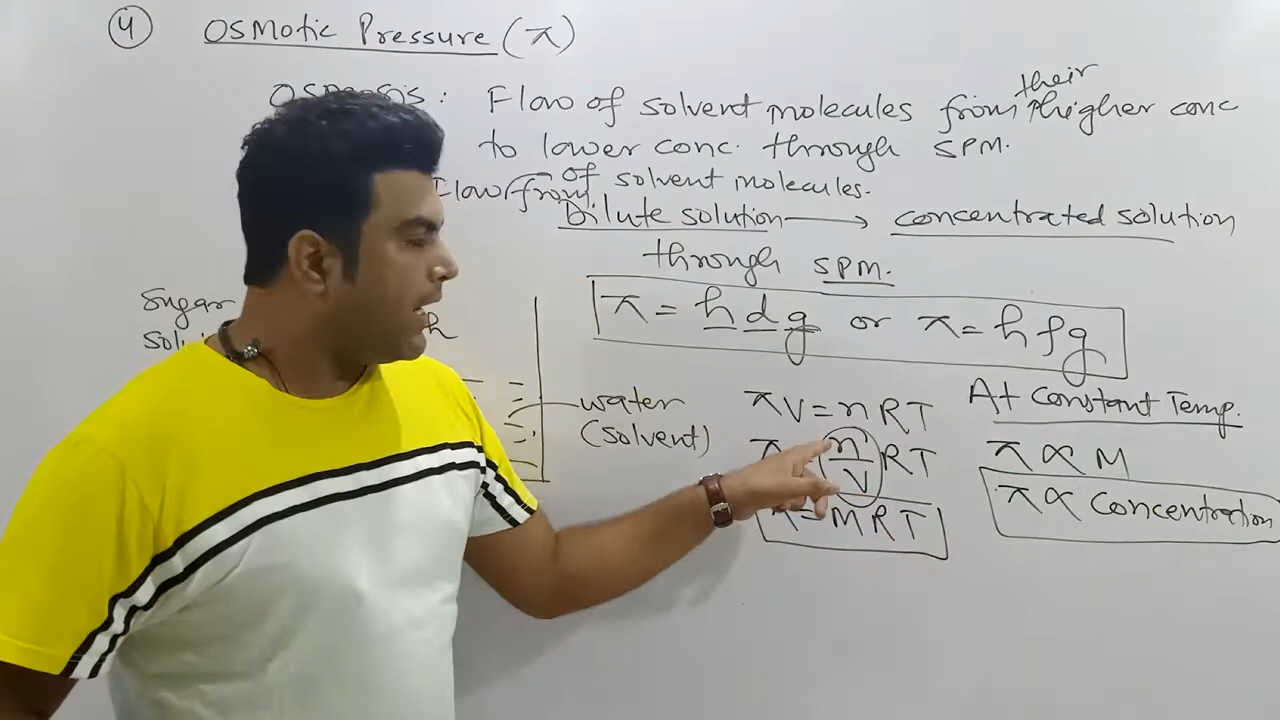 4 Osmotic Pressure (π)
Osmosis: Flow of solvent molecules from their higher conc
to lower conc. through SPM.
Flow from of solvent molecules.
Dilute solution → concentrated solution
through SPM.
π = h d g or π = h ρ g
Sugar
h
water
(solvent)
πV = nRT
n/V RT
π = MRT
At Constant Temp.
π ∝ M
π ∝ Concentration